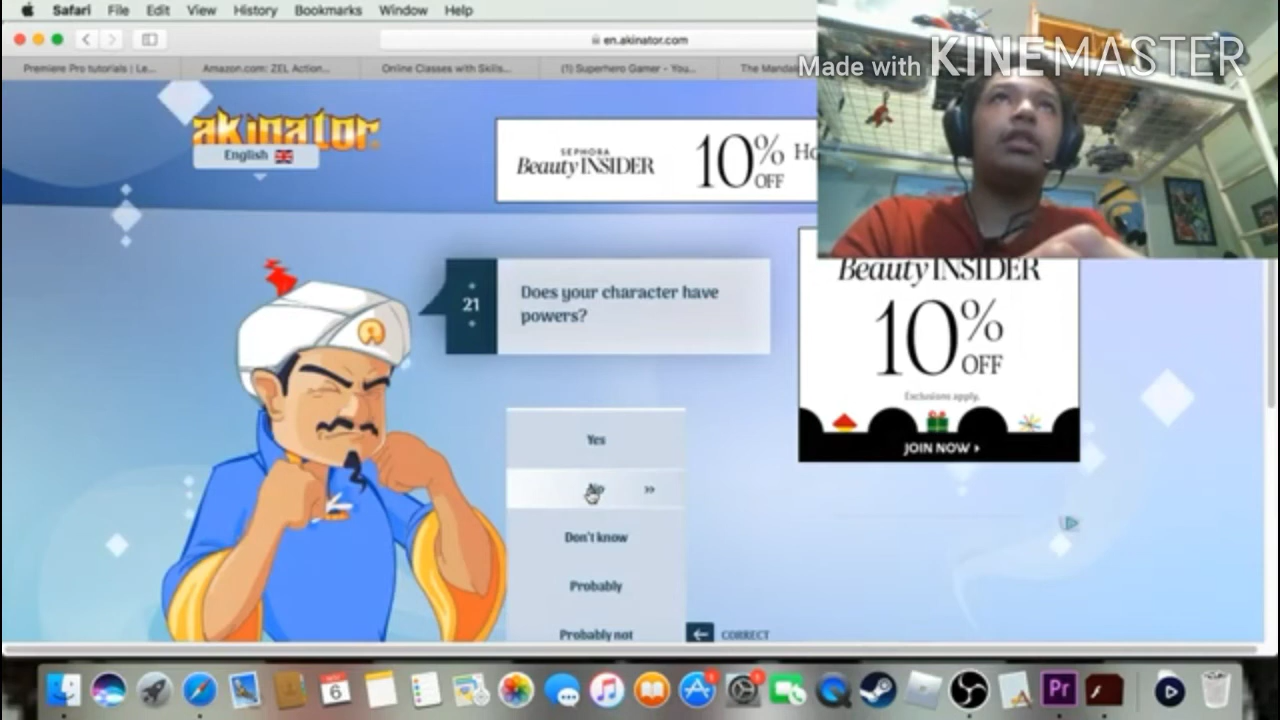 Safari File Edit View History Bookmarks Window Help
en.akinator.com
Premiere Pro tutorials | Le... Amazon.com: ZEL Action... Online Classes with Skills... (1) Superhero Gamer - You... The Manda
Made with KINEMASTER
akinator
English
SEPHORA
Beauty INSIDER
10% OFF
21
Does your character have
powers?
Beauty INSIDER
10% OFF
Exclusions apply.
JOIN NOW
Yes
No
Don't know
Probably
Probably not
CORRECT
6
Pr